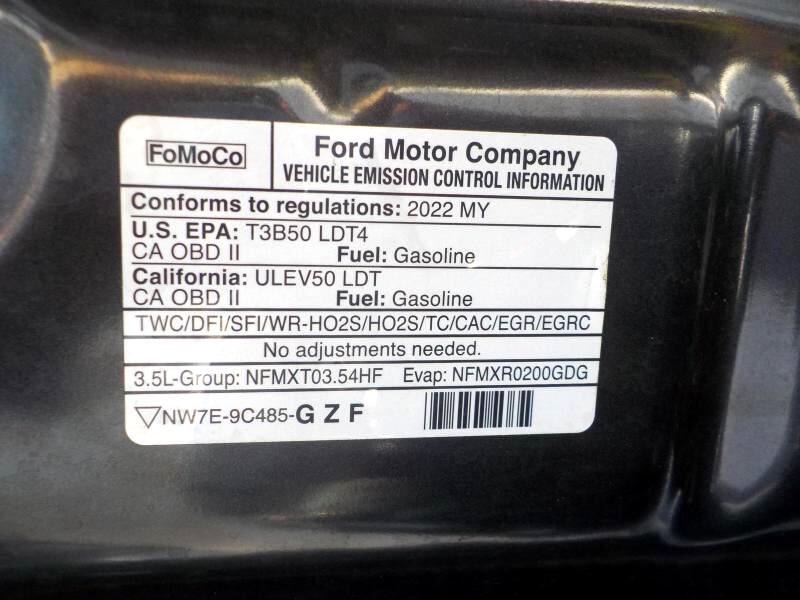 FoMoCo
Ford Motor Company
VEHICLE EMISSION CONTROL INFORMATION
Conforms to regulations: 2022 MY
U.S. EPA: T3B50 LDT4
CA OBD II Fuel: Gasoline
California: ULEV50 LDT
CA OBD II Fuel: Gasoline
TWC/DFI/SFI/WR-HO2S/HO2S/TC/CAC/EGR/EGRC
No adjustments needed.
3.5L-Group: NFMXT03.54HF Evap: NFMXR0200GDG
NW7E-9C485-G Z F